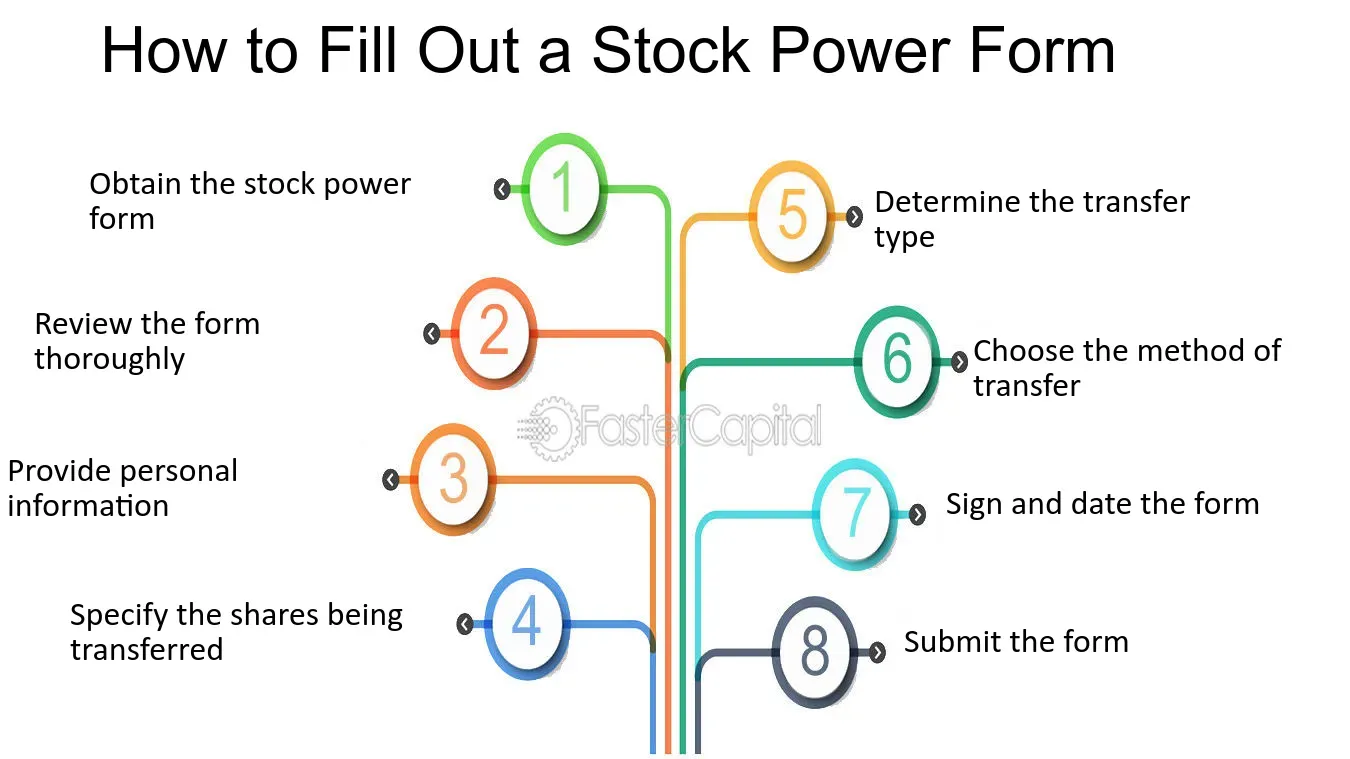 How to Fill Out a Stock Power Form
1
Obtain the stock power
form
2
Review the form
thoroughly
3
Provide personal
information
4
Specify the shares being
transferred
5
Determine the transfer
type
6
Choose the method of
transfer
7
Sign and date the form
8
Submit the form
FasterCapital